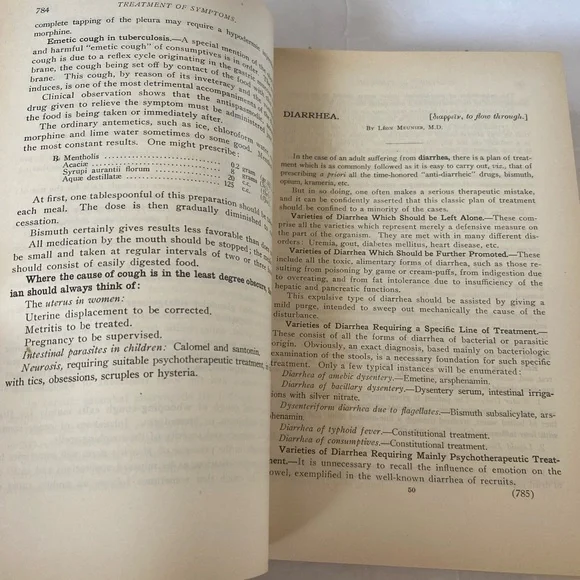 784
TREATMENT OF SYMPTOMS.
complete tapping of the pleura may require a hypodermic
morphine.
Emetic cough in tuberculosis.—A special mention of the
and harmful "emetic cough" of consumptives is in order
cough is due to a reflex cycle originating in the gastric
brane, the cough being set off by contact of the food with
brane. This cough, by reason of its inveteracy and the
induces, is one of the most detrimental accompaniments of the
Clinical observation shows that the antispasmodic
drug given to relieve the symptom must be administered
the food is being taken or immediately after.
The ordinary antemetics, such as ice, chloroform water,
morphine and lime water sometimes do some good.
the most constant results. One might prescribe:
℞ Mentholis
Acaciæ
Syrupi aurantii florum
Aquæ destillatæ
0.2 gram
8 gram
20 c.c.
125 c.c.
At first, one tablespoonful of this preparation should be
each meal. The dose is then gradually diminished
cessation.
Bismuth certainly gives results less favorable than
All medication by the mouth should be stopped; the
be small and taken at regular intervals of two or three
should consist of easily digested food.
Where the cause of cough is in the least degree obscure,
ian should always think of:
The uterus in women:
Uterine displacement to be corrected.
Metritis to be treated.
Pregnancy to be supervised.
Intestinal parasites in children: Calomel and santonin.
Neurosis, requiring suitable psychotherapeutic treatment,
with tics, obsessions, scruples or hysteria.
DIARRHEA.
[διαρρεῖν, to flow through.]
By Léon Meunier, M.D.
In the case of an adult suffering from diarrhea, there is a plan of treat-
ment which is as commonly followed as it is easy to carry out, viz., that of
prescribing a priori all the time-honored "anti-diarrheic" drugs, bismuth,
opium, krameria, etc.
But in so doing, one often makes a serious therapeutic mistake,
and it can be confidently asserted that this classic plan of treatment
should be confined to a minority of the cases.
Varieties of Diarrhea Which Should be Left Alone.—These com-
prise all the varieties which represent merely a defensive measure on
the part of the organism. They are met with in many different dis-
orders: Uremia, gout, diabetes mellitus, heart disease, etc.
Varieties of Diarrhea Which Should be Further Promoted.—These
include all the toxic, alimentary forms of diarrhea, such as those re-
sulting from poisoning by game or cream-puffs, from indigestion due
to overeating, and from fat intolerance due to insufficiency of the
hepatic and pancreatic functions.
This expulsive type of diarrhea should be assisted by giving a
mild purge, intended to sweep out mechanically the cause of the
disturbance.
Varieties of Diarrhea Requiring a Specific Line of Treatment.—
These consist of all the forms of diarrhea of bacterial or parasitic
origin. Obviously, an exact diagnosis, based mainly on bacteriologic
examination of the stools, is a necessary foundation for such specific
treatment. Only a few typical instances will be enumerated:
Diarrhea of amebic dysentery.—Emetine, arsphenamin.
Diarrhea of bacillary dysentery.—Dysentery serum, intestinal irriga-
tions with silver nitrate.
Dysenteriform diarrhea due to flagellates.—Bismuth subsalicylate, ars-
phenamin.
Diarrhea of typhoid fever.—Constitutional treatment.
Diarrhea of consumptives.—Constitutional treatment.
Varieties of Diarrhea Requiring Mainly Psychotherapeutic Treat-
ment.—It is unnecessary to recall the influence of emotion on the
bowel, exemplified in the well-known diarrhea of recruits.
50
(785)